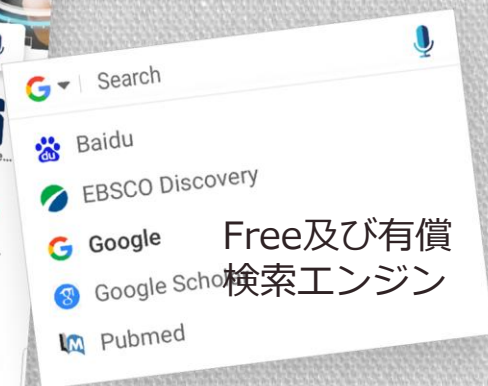 Search
Baidu
EBSCO Discovery
Google
Google Scho
Pubmed
Free及び有償
検索エンジン